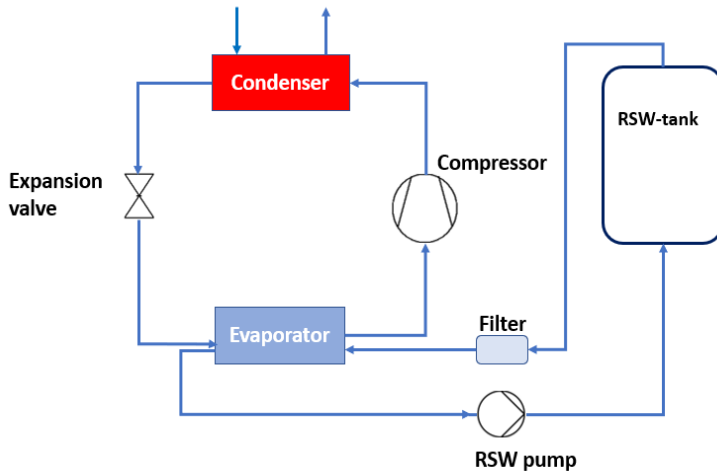 Condenser
RSW-tank
Compressor
Expansion
valve
Filter
Evaporator
RSW pump